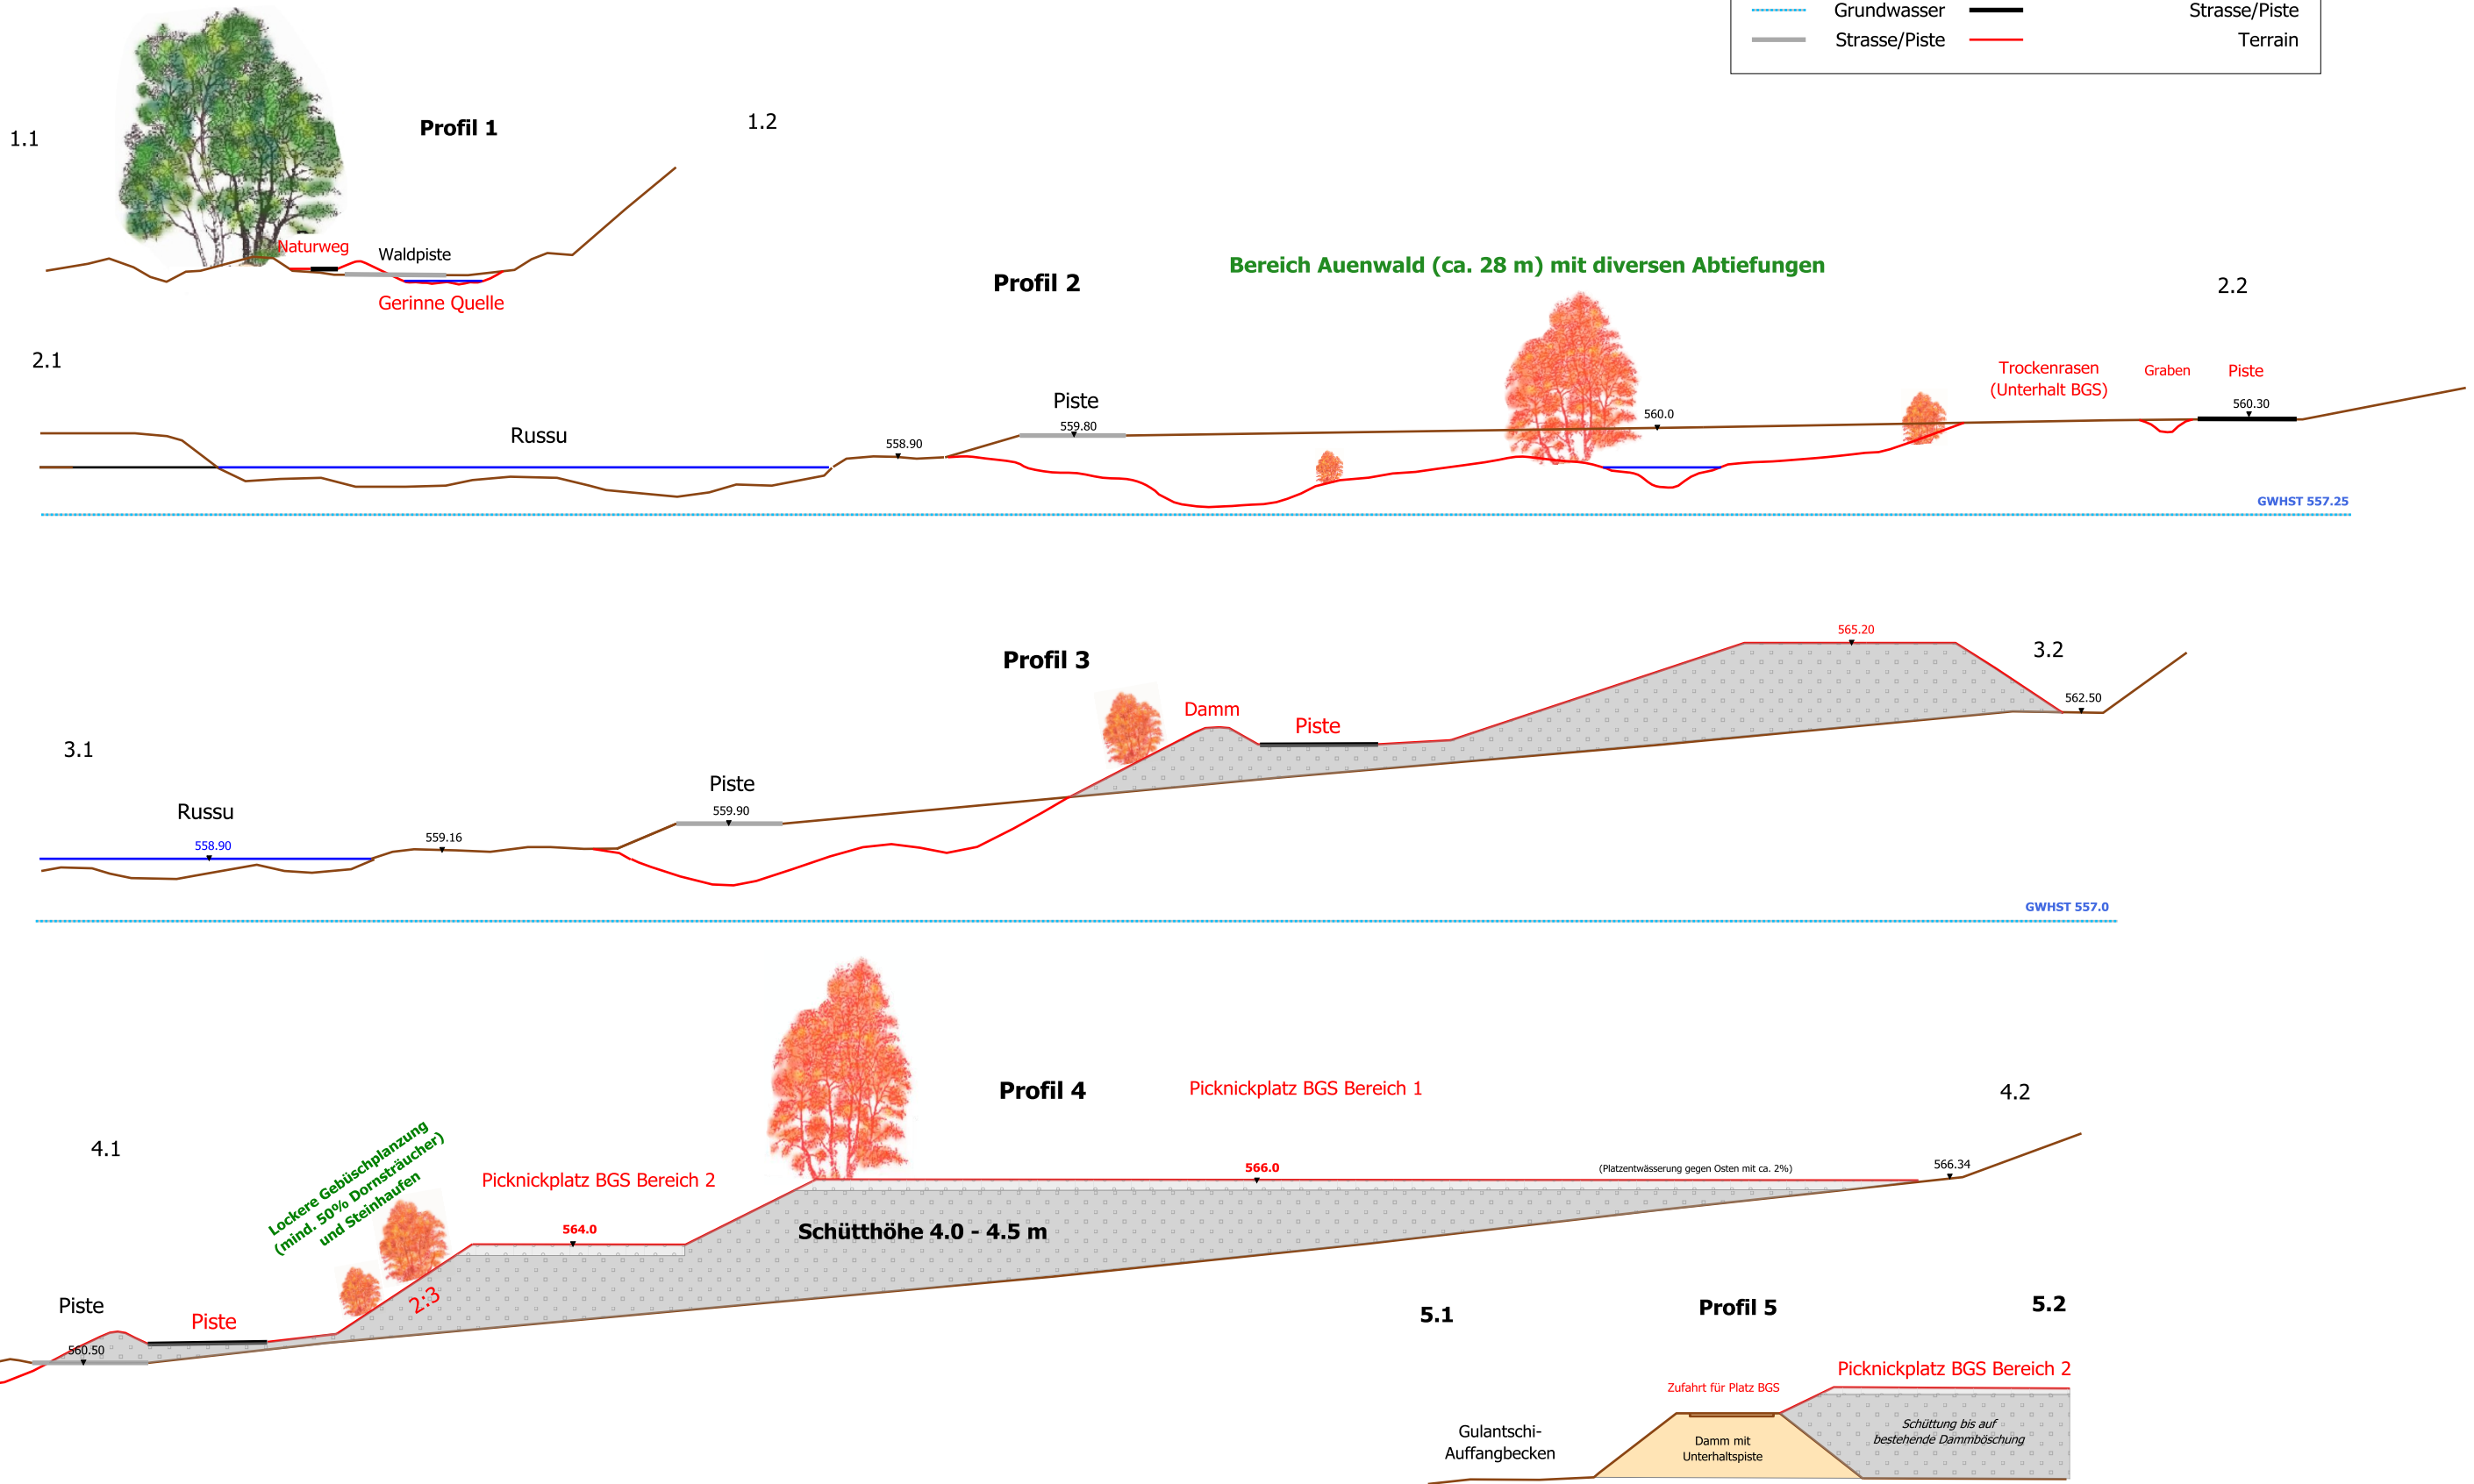 Grundwasser Strasse/Piste
Strasse/Piste Terrain
1.1
Profil 1
1.2
Naturweg
Waldpiste
Gerinne Quelle
Profil 2
Bereich Auenwald (ca. 28 m) mit diversen Abtiefungen
2.2
2.1
Russu
558.90
Piste
559.80
560.0
Trockenrasen
(Unterhalt BGS)
Graben
Piste
560.30
GWHST 557.25
Profil 3
565.20
3.2
562.50
Damm
Piste
3.1
Russu
558.90
559.16
Piste
559.90
GWHST 557.0
Profil 4
Picknickplatz BGS Bereich 1
4.2
4.1
Lockere Gebüschplanzung
(mind. 50% Dornsträucher)
und Steinhaufen
Picknickplatz BGS Bereich 2
564.0
566.0
(Platzentwässerung gegen Osten mit ca. 2%)
566.34
Schütthöhe 4.0 - 4.5 m
2:3
Piste
560.50
Piste
5.1
Profil 5
5.2
Picknickplatz BGS Bereich 2
Zufahrt für Platz BGS
Gulantschi-
Auffangbecken
Damm mit
Unterhaltspiste
Schüttung bis auf
bestehende Dammböschung